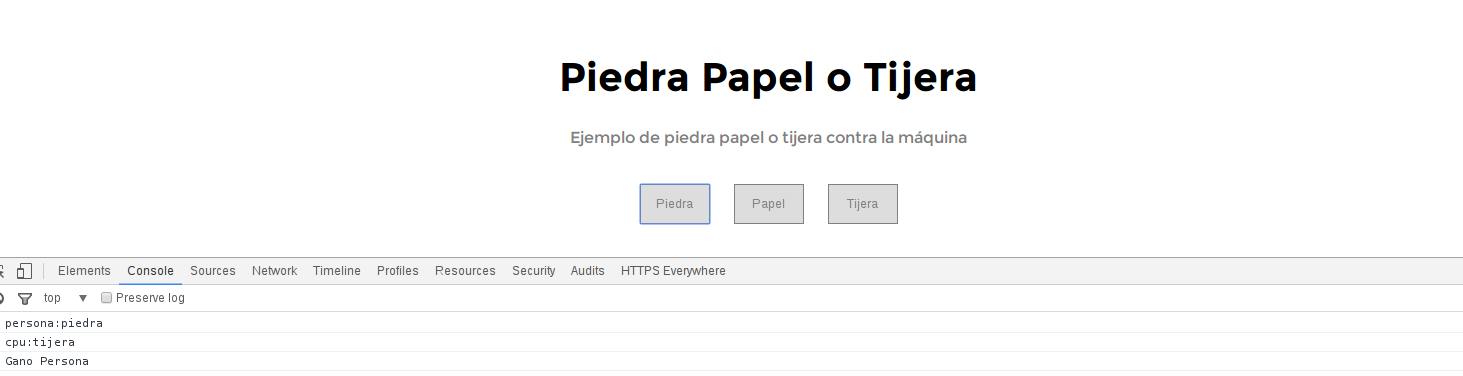 Piedra Papel o Tijera
Ejemplo de piedra papel o tijera contra la máquina
Piedra Papel Tijera
Elements Console Sources Network Timeline Profiles Resources Security Audits HTTPS Everywhere
top Preserve log
persona:piedra
cpu:tijera
Gano Persona